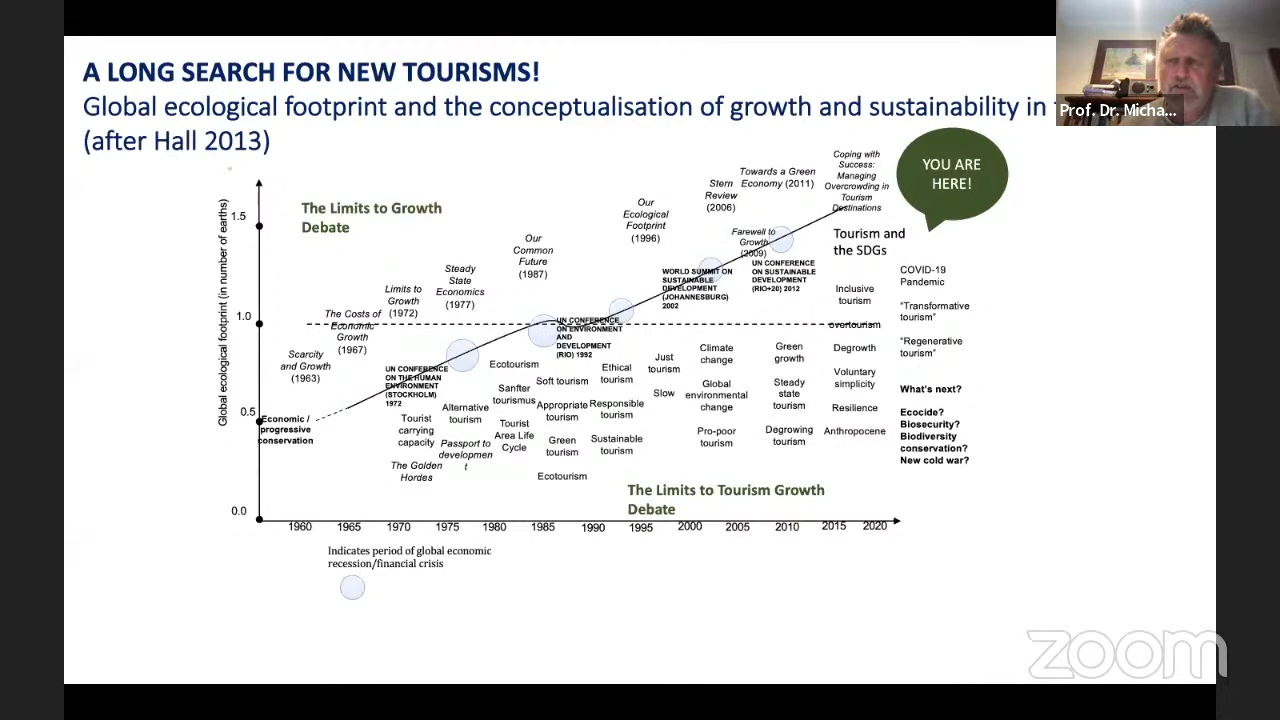 A LONG SEARCH FOR NEW TOURISMS!
Global ecological footprint and the conceptualisation of growth and sustainability in
(after Hall 2013)
Prof. Dr. Micha...
YOU ARE
HERE!
Global ecological footprint (in number of earths)
1.5
1.0
0.5
0.0
The Limits to Growth
Debate
Scarcity
and Growth
(1963)
The Costs of
Economic
Growth
(1967)
Limits to
Growth
(1972)
Steady
State
Economics
(1977)
Our
Common
Future
(1987)
Our
Ecological
Footprint
(1996)
Stern
Review
(2006)
Towards a Green
Economy (2011)
Farewell to
Growth
(2009)
Coping with
Success:
Managing
Overcrowding in
Tourism
Destinations
Economic /
progressive
conservation
UN CONFERENCE
ON THE HUMAN
ENVIRONMENT
(STOCKHOLM)
1972
UN CONFERENCE
ON ENVIRONMENT
AND
DEVELOPMENT
(RIO) 1992
WORLD SUMMIT ON
SUSTAINABLE
DEVELOPMENT
(JOHANNESBURG)
2002
UN CONFERENCE
ON SUSTAINABLE
DEVELOPMENT
(RIO+20) 2012
Tourist
carrying
capacity
The Golden
Hordes
Alternative
tourism
Passport to
developmen
t
Ecotourism
Sanfter
tourismus
Tourist
Area Life
Cycle
Soft tourism
Appropriate
tourism
Green
tourism
Ecotourism
Ethical
tourism
Responsible
tourism
Sustainable
tourism
Just
tourism
Slow
Climate
change
Global
environmental
change
Pro-poor
tourism
Green
growth
Steady
state
tourism
Degrowing
tourism
Tourism and
the SDGs
Inclusive
tourism
overtourism
Degrowth
Voluntary
simplicity
Resilience
Anthropocene
COVID-19
Pandemic
“Transformative
tourism”
“Regenerative
tourism”
What's next?
Ecocide?
Biosecurity?
Biodiversity
conservation?
New cold war?
The Limits to Tourism Growth
Debate
1960 1965 1970 1975 1980 1985 1990 1995 2000 2005 2010 2015 2020
Indicates period of global economic
recession/financial crisis
zoom